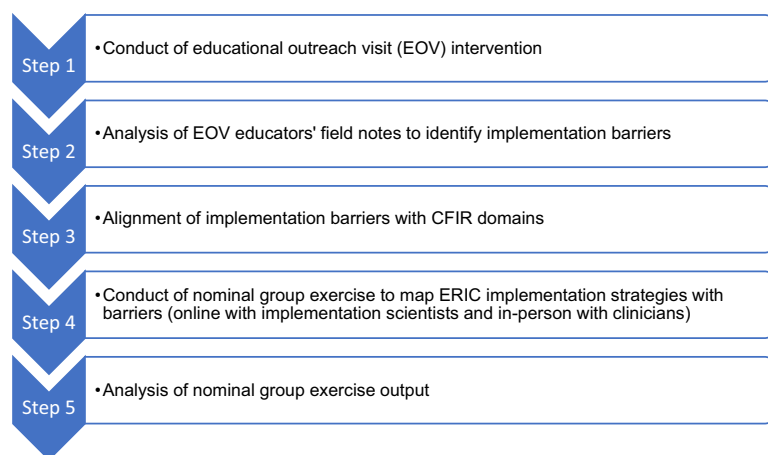 Step 1
•Conduct of educational outreach visit (EOV) intervention
Step 2
•Analysis of EOV educators' field notes to identify implementation barriers
Step 3
•Alignment of implementation barriers with CFIR domains
Step 4
•Conduct of nominal group exercise to map ERIC implementation strategies with
barriers (online with implementation scientists and in-person with clinicians)
Step 5
•Analysis of nominal group exercise output